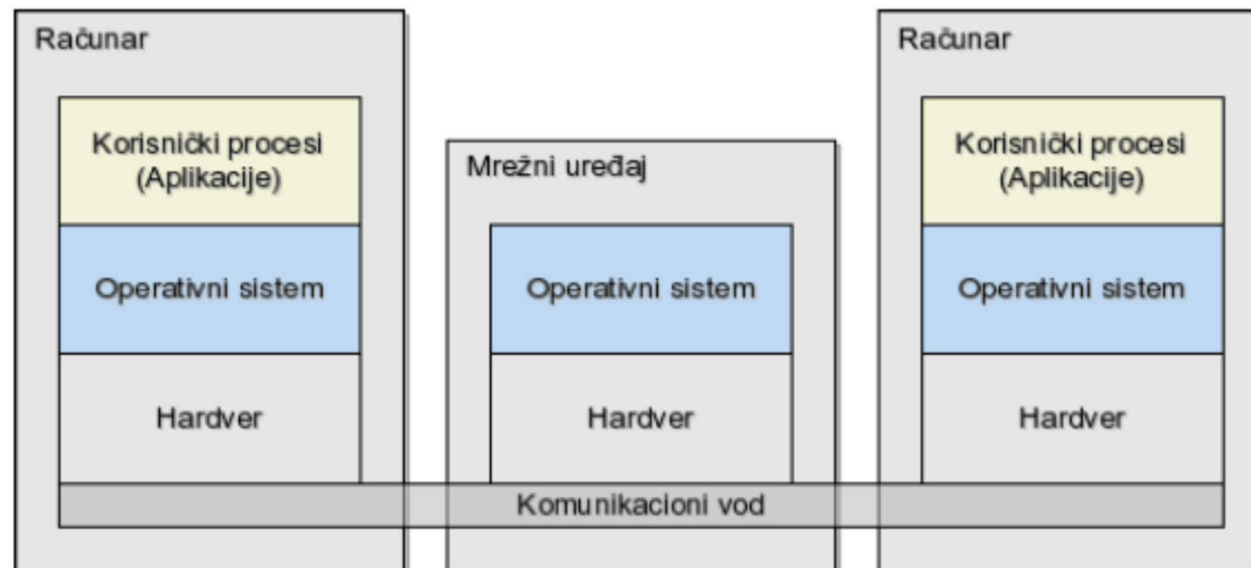 Računar
Korisnički procesi
(Aplikacije)
Operativni sistem
Hardver
Mrežni uređaj
Operativni sistem
Hardver
Računar
Korisnički procesi
(Aplikacije)
Operativni sistem
Hardver
Komunikacioni vod